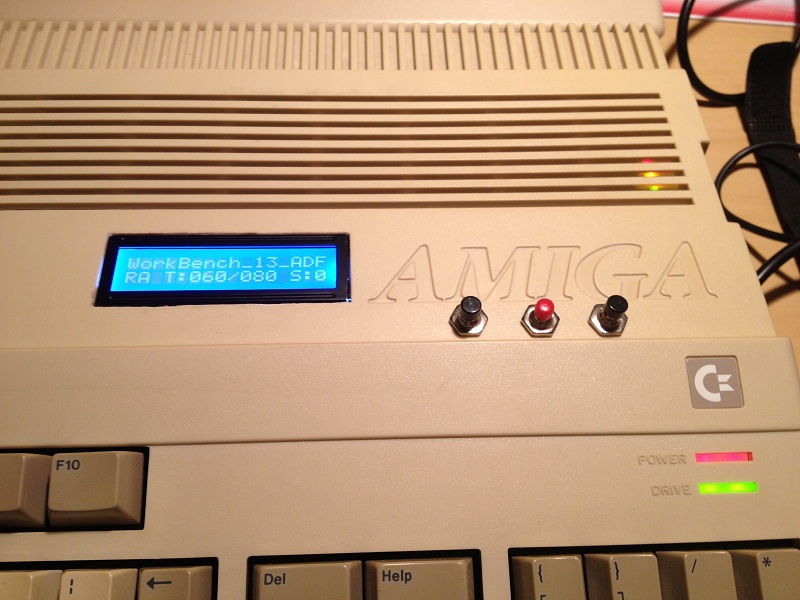 WorkBench_13_ADF
RA T:060/080 S:0
AMIGA
POWER
DRIVE
F10
¦
←
Del
Help
{
}
/
*